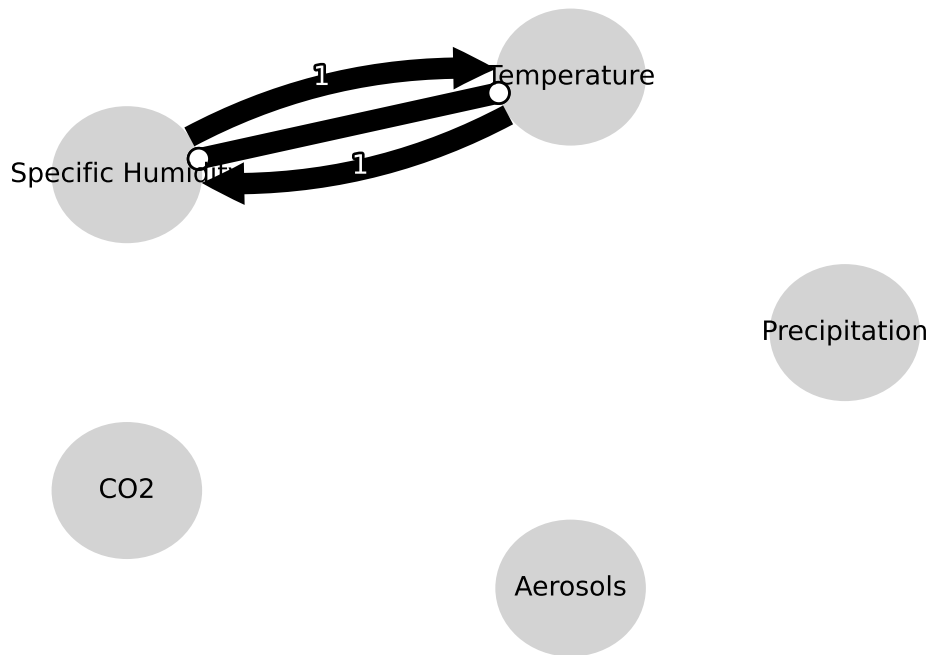 1
Temperature
1
Specific Humidity
Precipitation
CO2
Aerosols